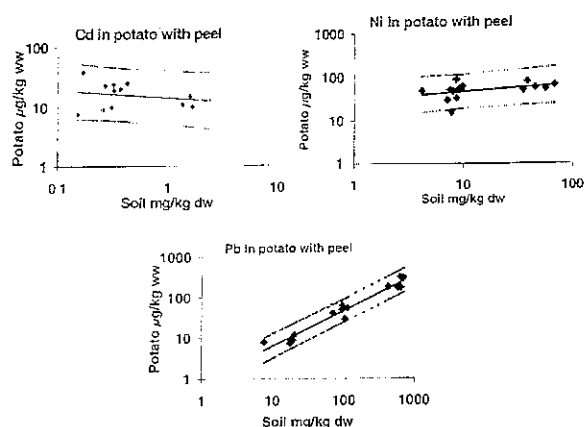 Cd in potato with peel
Potato µg/kg ww
100
10
1
0 1
1
10
Soil mg/kg dw
Ni in potato with peel
Potato µg/kg ww
1000
100
10
1
1
10
100
Soil mg/kg dw
Pb in potato with peel
Potato µg/kg ww
1000
100
10
1
1
10
100
1000
Soil mg/kg dw